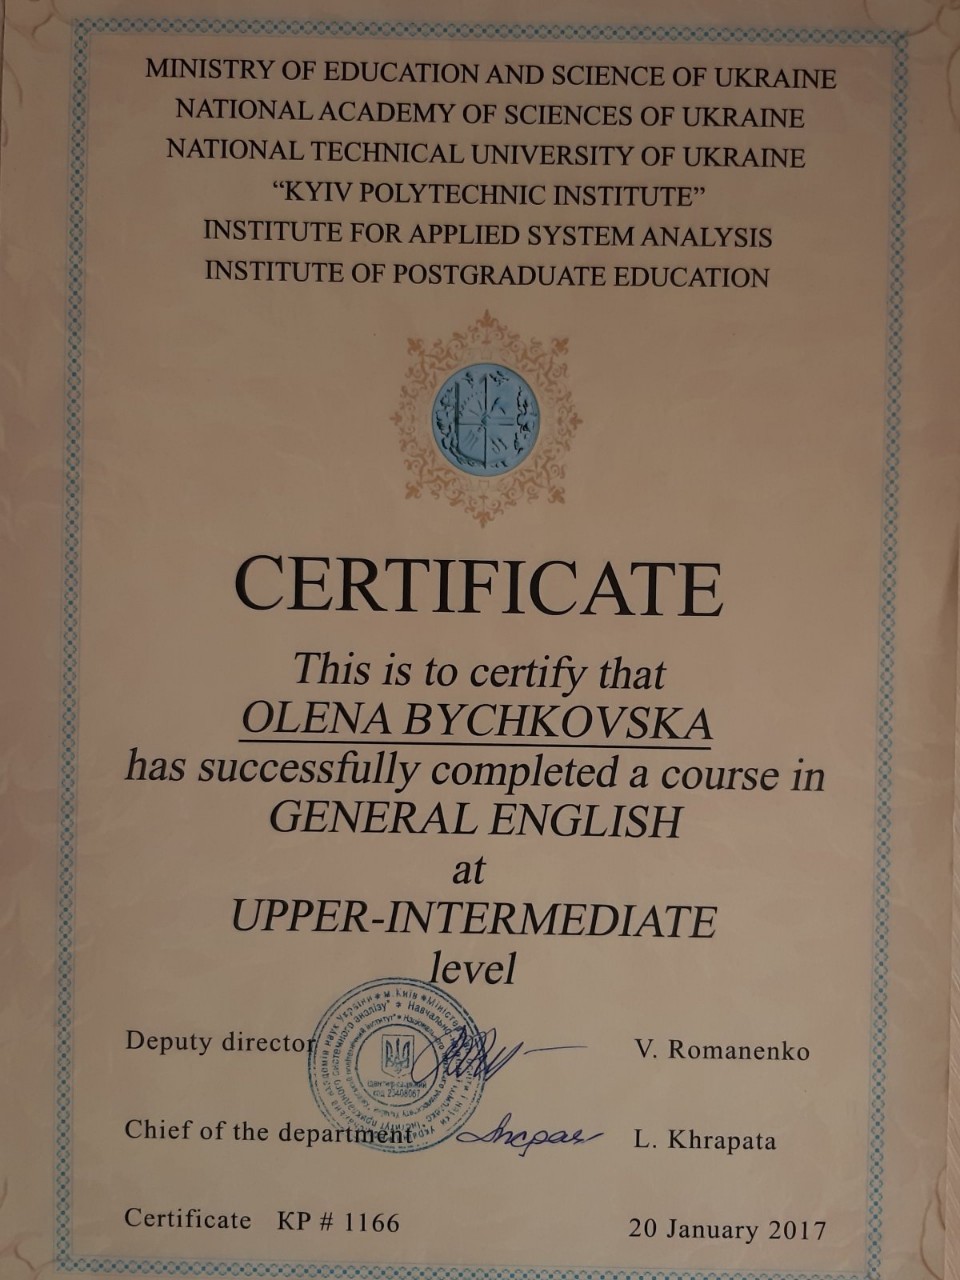 MINISTRY OF EDUCATION AND SCIENCE OF UKRAINE
NATIONAL ACADEMY OF SCIENCES OF UKRAINE
NATIONAL TECHNICAL UNIVERSITY OF UKRAINE
“KYIV POLYTECHNIC INSTITUTE”
INSTITUTE FOR APPLIED SYSTEM ANALYSIS
INSTITUTE OF POSTGRADUATE EDUCATION
CERTIFICATE
This is to certify that
OLENA BYCHKOVSKA
has successfully completed a course in
GENERAL ENGLISH
at
UPPER-INTERMEDIATE
level
Deputy director V. Romanenko
Chief of the department L. Khrapata
Certificate KP # 1166 20 January 2017